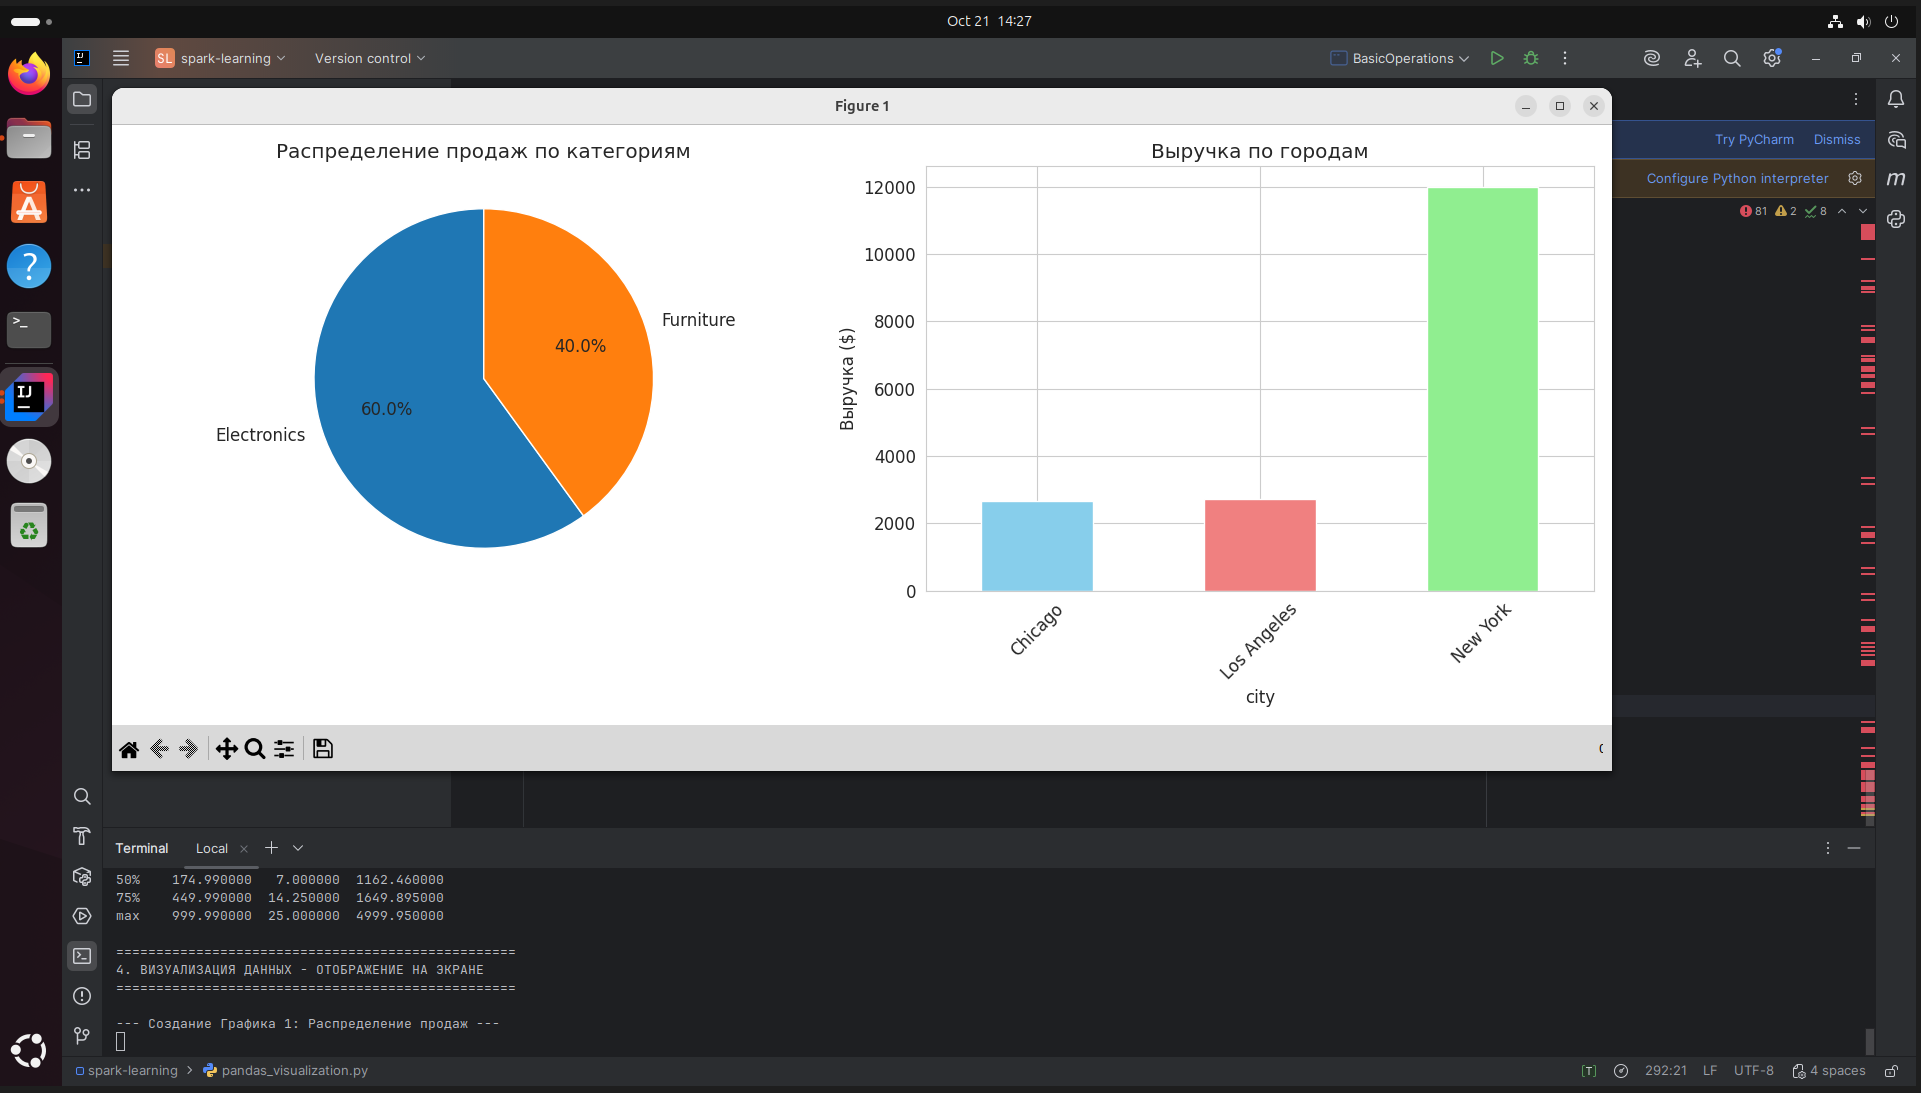 Oct 21 14:27
SL spark-learning Version control BasicOperations
Figure 1
Try PyCharm Dismiss
Configure Python interpreter
81 2 8
Распределение продаж по категориям
Electronics
60.0%
40.0%
Furniture
Выручка по городам
Выручка ($)
12000
10000
8000
6000
4000
2000
0
Chicago
Los Angeles
New York
city
Terminal Local
50% 174.990000 7.000000 1162.460000
75% 449.990000 14.250000 1649.895000
max 999.990000 25.000000 4999.950000
==================================================
4. ВИЗУАЛИЗАЦИЯ ДАННЫХ - ОТОБРАЖЕНИЕ НА ЭКРАНЕ
==================================================
--- Создание Графика 1: Распределение продаж ---
spark-learning > pandas_visualization.py
[T] 292:21 LF UTF-8 4 spaces